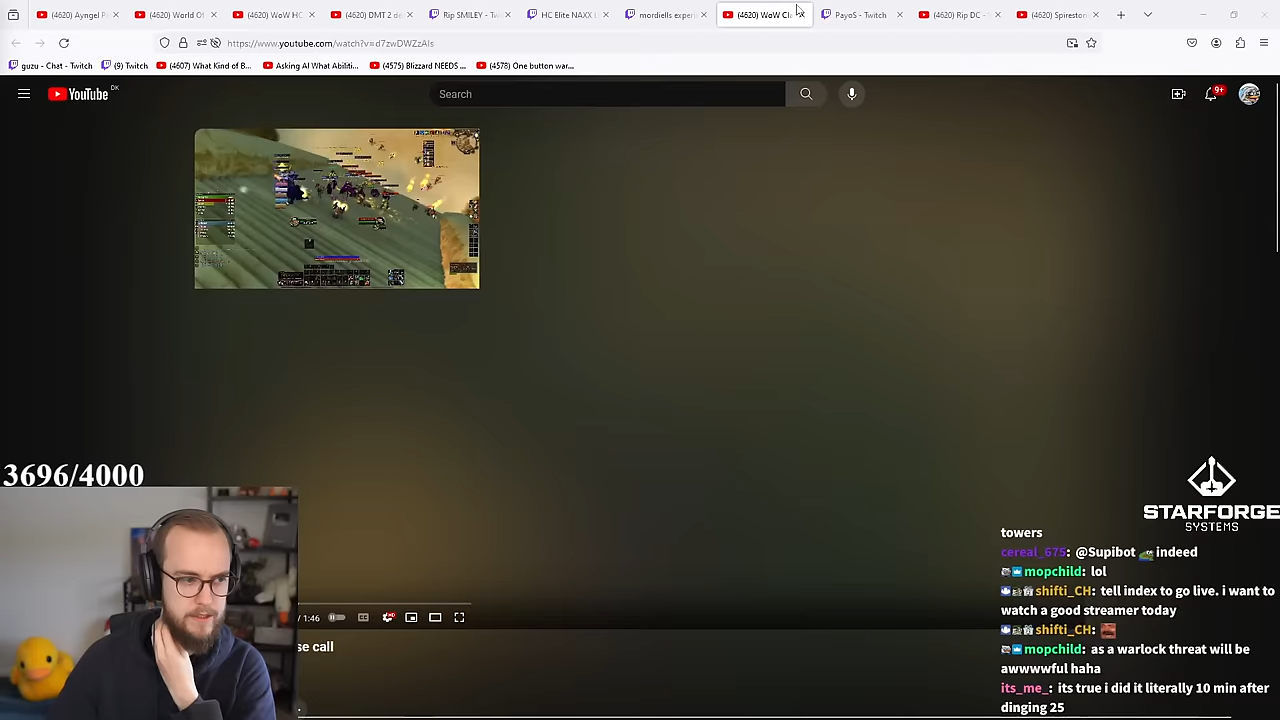 (4620) Ayngel P
(4620) World Of
(4620) WoW HC
(4620) DMT 2 de
Rip SMILEY - Tw
HC Elite NAXX L
mordiells experi
(4620) WoW Cla
PayoS - Twitch
(4620) Rip DC -
(4620) Spireston
https://www.youtube.com/watch?v=d7zwDWZzAls
guzu - Chat - Twitch
(9) Twitch
(4607) What Kind of B...
Asking AI What Abiliti...
(4575) Blizzard NEEDS ...
(4578) One button war...
YouTube DK
Search
9+
3696/4000
/ 1:46
HD
se call
STARFORGE
SYSTEMS
towers
cereal_675: @Supibot indeed
mopchild: lol
shifti_CH: tell index to go live. i want to
watch a good streamer today
shifti_CH:
mopchild: as a warlock threat will be
awwwwful haha
its_me_: its true i did it literally 10 min after
dinging 25